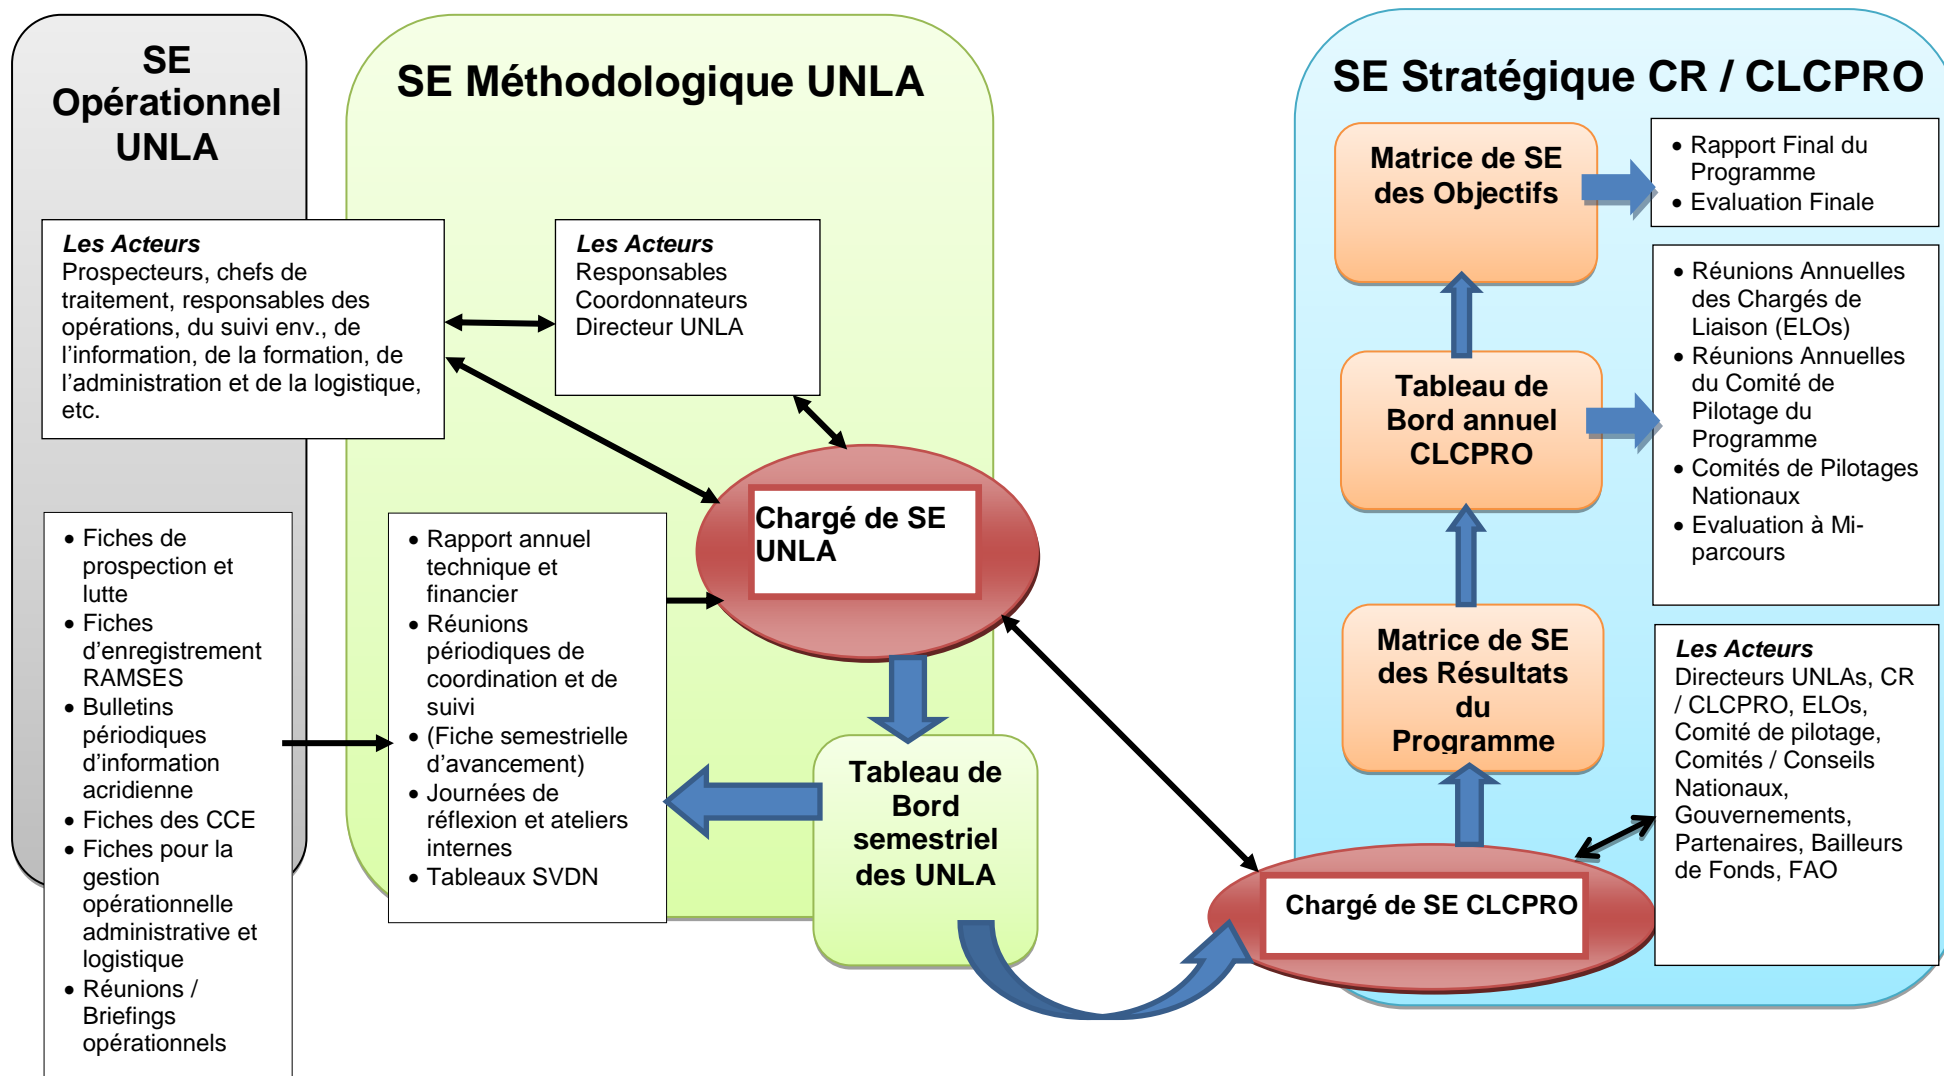 SE
Opérationnel
UNLA
Les Acteurs
Prospecteurs, chefs de
traitement, responsables des
opérations, du suivi env., de
l’information, de la formation, de
l’administration et de la logistique,
etc.
• Fiches de
prospection et
lutte
• Fiches
d’enregistrement
RAMSES
• Bulletins
périodiques
d’information
acridienne
• Fiches des CCE
• Fiches pour la
gestion
opérationnelle
administrative et
logistique
• Réunions /
Briefings
opérationnels
SE Méthodologique UNLA
Les Acteurs
Responsables
Coordonnateurs
Directeur UNLA
Chargé de SE
UNLA
• Rapport annuel
technique et
financier
• Réunions
périodiques de
coordination et de
suivi
• (Fiche semestrielle
d’avancement)
• Journées de
réflexion et ateliers
internes
• Tableaux SVDN
Tableau de
Bord
semestriel
des UNLA
SE Stratégique CR / CLCPRO
Matrice de SE
des Objectifs
• Rapport Final du
Programme
• Evaluation Finale
Tableau de
Bord annuel
CLCPRO
• Réunions Annuelles
des Chargés de
Liaison (ELOs)
• Réunions Annuelles
du Comité de
Pilotage du
Programme
• Comités de Pilotages
Nationaux
• Evaluation à Mi-
parcours
Matrice de SE
des Résultats
du
Programme
Les Acteurs
Directeurs UNLAs, CR
/ CLCPRO, ELOs,
Comité de pilotage,
Comités / Conseils
Nationaux,
Gouvernements,
Partenaires, Bailleurs
de Fonds, FAO
Chargé de SE CLCPRO